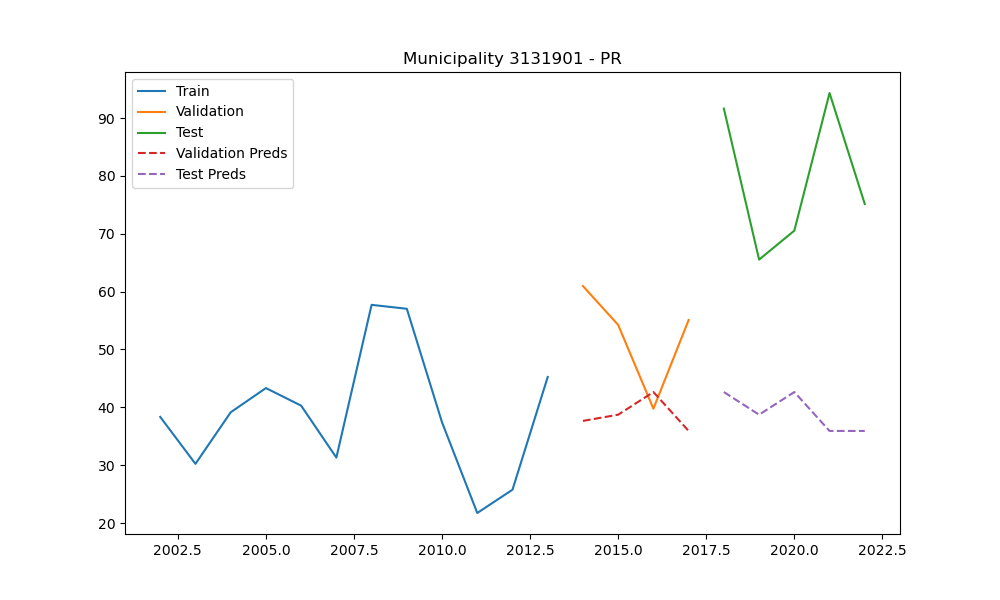 Municipality 3131901 - PR
Train
Validation
Test
Validation Preds
Test Preds
90
80
70
60
50
40
30
20
2002.5 2005.0 2007.5 2010.0 2012.5 2015.0 2017.5 2020.0 2022.5